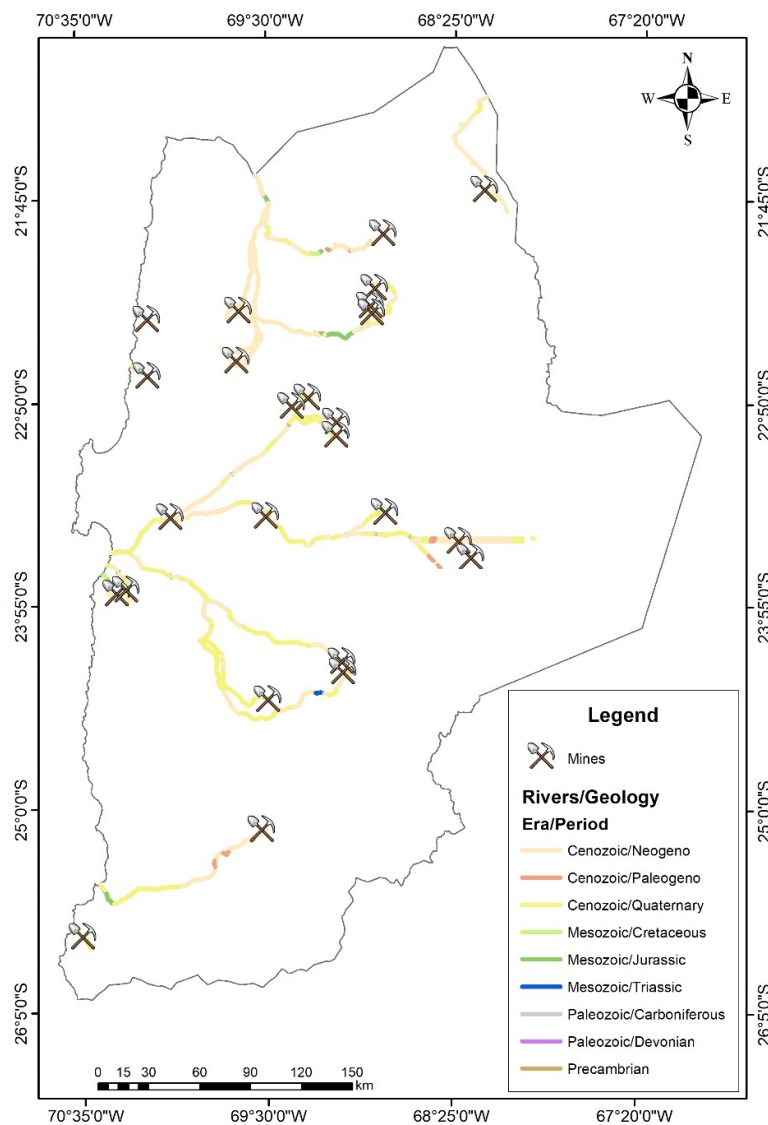 70°35'0"W 69°30'0"W 68°25'0"W 67°20'0"W
N
W E
S
21°45'0"S 21°45'0"S
22°50'0"S 22°50'0"S
23°55'0"S 23°55'0"S
25°0'0"S 25°0'0"S
26°5'0"S 26°5'0"S
Legend
Mines
Rivers/Geology
Era/Period
Cenozoic/Neogeno
Cenozoic/Paleogeno
Cenozoic/Quaternary
Mesozoic/Cretaceous
Mesozoic/Jurassic
Mesozoic/Triassic
Paleozoic/Carboniferous
Paleozoic/Devonian
Precambrian
0 15 30 60 90 120 150
km
70°35'0"W 69°30'0"W 68°25'0"W 67°20'0"W